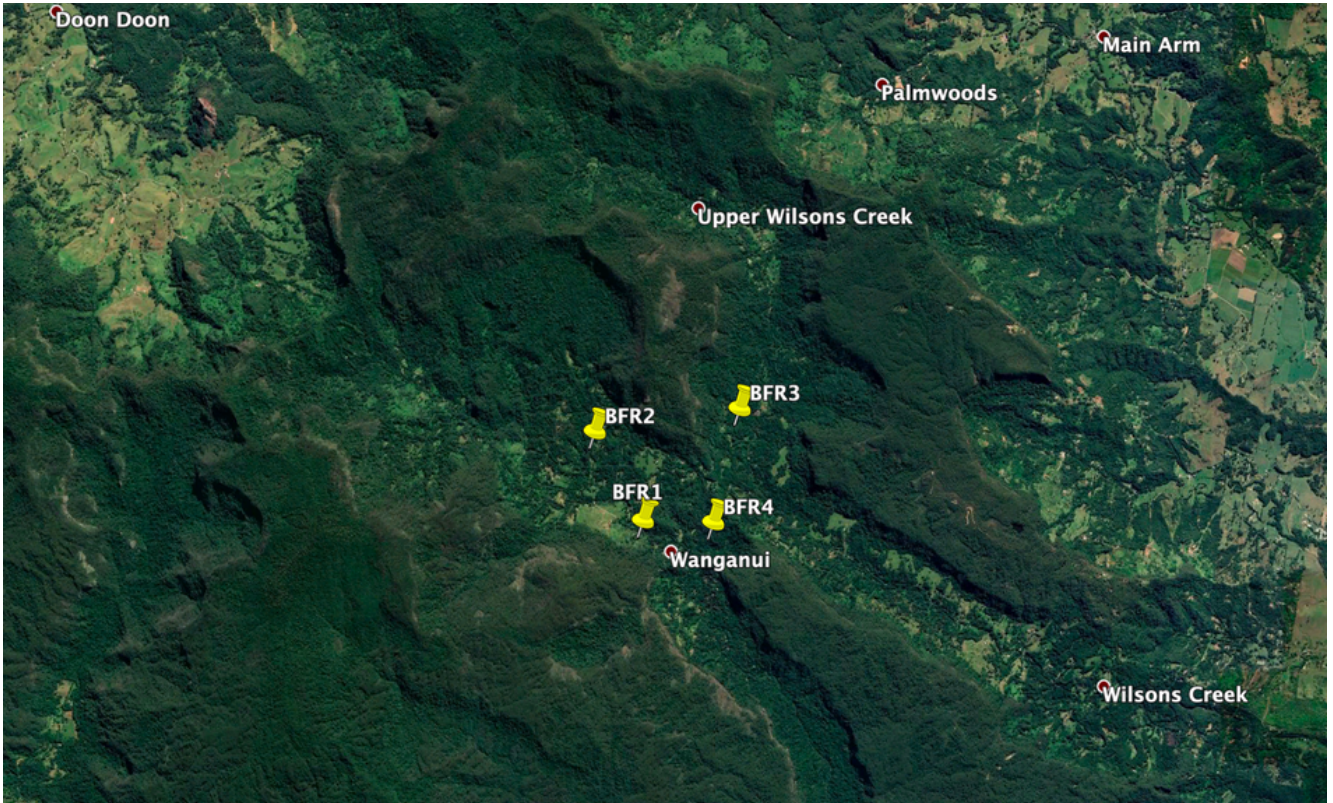 Doon Doon
Main Arm
Palmwoods
Upper Wilsons Creek
BFR3
BFR2
BFR1
BFR4
Wanganui
Wilsons Creek